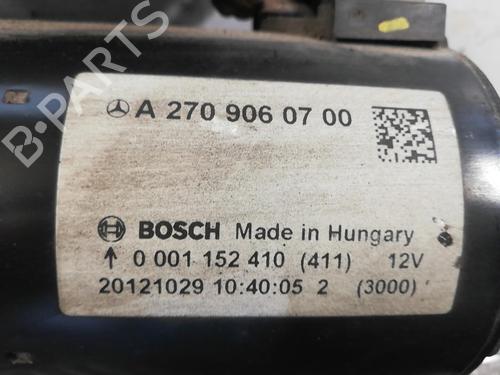 A 270 906 07 00
BOSCH Made in Hungary
↑ 0 001 152 410 (411) 12V
20121029 10:40:05 2 (3000)
B-PARTS